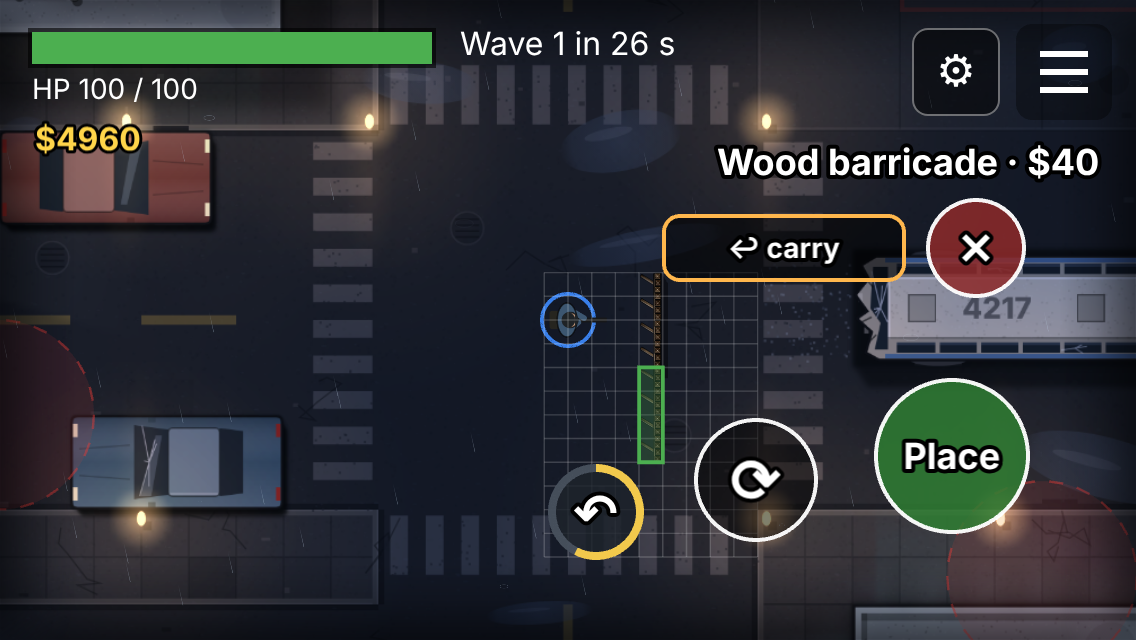 Wave 1 in 26 s
HP 100 / 100
$4960
Wood barricade · $40
↩ carry
4217
Place